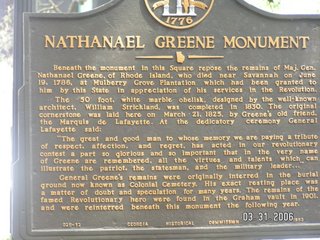 1776
NATHANAEL GREENE MONUMENT
Beneath the monument in this Square repose the remains of Maj. Gen.
Nathanael Greene, of Rhode Island, who died near Savannah on June
19, 1786, at Mulberry Grove Plantation which had been granted to
him by this State in appreciation of his services in the Revolution.
The 50 foot, white marble obelisk, designed by the well-known
architect, William Strickland, was completed in 1830. The original
cornerstone was laid here on March 21, 1825, by Greene's old friend,
the Marquis de Lafayette. At the dedicatory ceremony General
Lafayette said:
"The great and good man to whose memory we are paying a tribute
of respect, affection, and regret, has acted in our revolutionary
contest a part so glorious and so important that in the very name
of Greene are remembered all the virtues and talents which can
illustrate the patriot, the statesman, and the military leader...
General Greene's remains were originally interred in the burial
ground now known as Colonial Cemetery. His exact resting place was
a matter of doubt and speculation for many years. The remains of the
famed Revolutionary hero were found in the Graham vault in 1901,
and were reinterred beneath this monument the following year.
GEORGIA HISTORICAL COMMISSION
03.31.2006